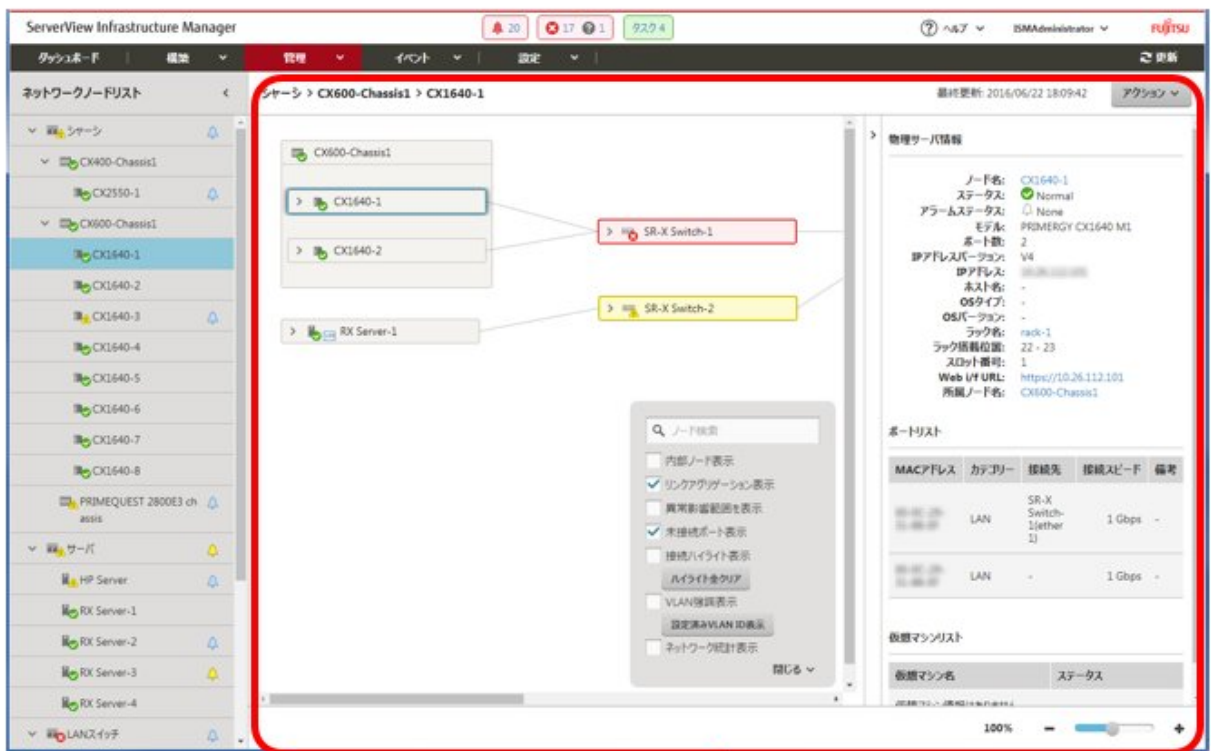 ServerView Infrastructure Manager
20
17
1
タスク 4
ヘルプ
ISMAdministrator
FUJITSU
ダッシュボード
構築
管理
イベント
設定
更新
ネットワークノードリスト
シャーシ > CX600-Chassis1 > CX1640-1
最終更新: 2016/06/22 18:09:42
アクション
シャーシ
CX400-Chassis1
CX2550-1
CX600-Chassis1
CX1640-1
CX1640-2
CX1640-3
CX1640-4
CX1640-5
CX1640-6
CX1640-7
CX1640-8
PRIMEQUEST 2800E3 ch
assis
サーバ
HP Server
RX Server-1
RX Server-2
RX Server-3
RX Server-4
LANスイッチ
CX600-Chassis1
CX1640-1
CX1640-2
RX Server-1
SR-X Switch-1
SR-X Switch-2
ノード検索
内部ノード表示
リンクアグリゲーション表示
異常影響範囲を表示
未接続ポート表示
接続ハイライト表示
ハイライト全クリア
VLAN強調表示
設定済みVLAN ID表示
ネットワーク統計表示
閉じる
物理サーバ情報
ノード名: CX1640-1
ステータス: Normal
アラームステータス: None
モデル: PRIMERGY CX1640 M1
ポート数: 2
IPアドレスバージョン: V4
IPアドレス:
ホスト名: -
OSタイプ: -
OSバージョン: -
ラック名: rack-1
ラック搭載位置: 22 - 23
スロット番号: 1
Web i/f URL: https://10.26.112.101
所属ノード名: CX600-Chassis1
ポートリスト
MACアドレス カテゴリー 接続先 接続スピード 備考
LAN SR-X Switch-1(ether 1) 1 Gbps -
LAN - 1 Gbps -
仮想マシンリスト
仮想マシン名 ステータス
100%